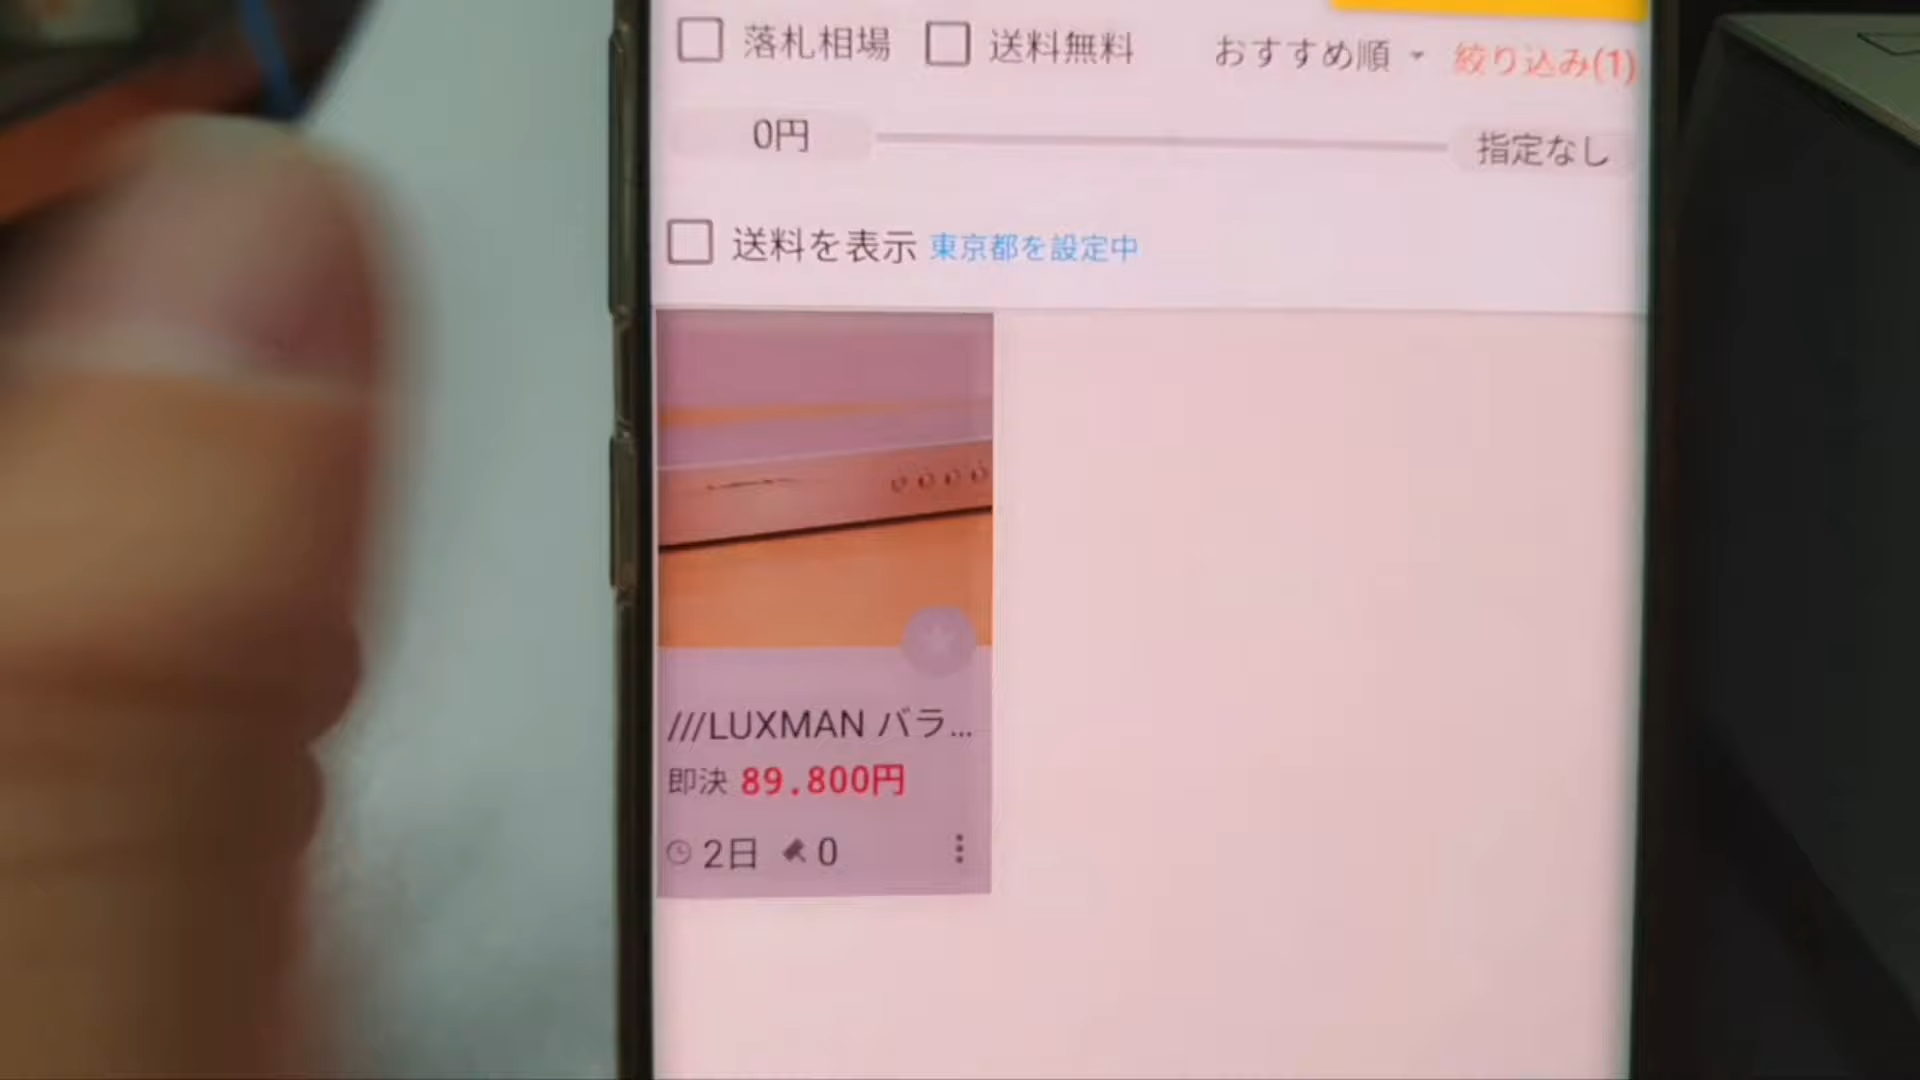 落札相場 送料無料 おすすめ順 絞り込み(1)
0円 指定なし
送料を表示 東京都を設定中
///LUXMAN バラ...
即決 89,800円
2日 0